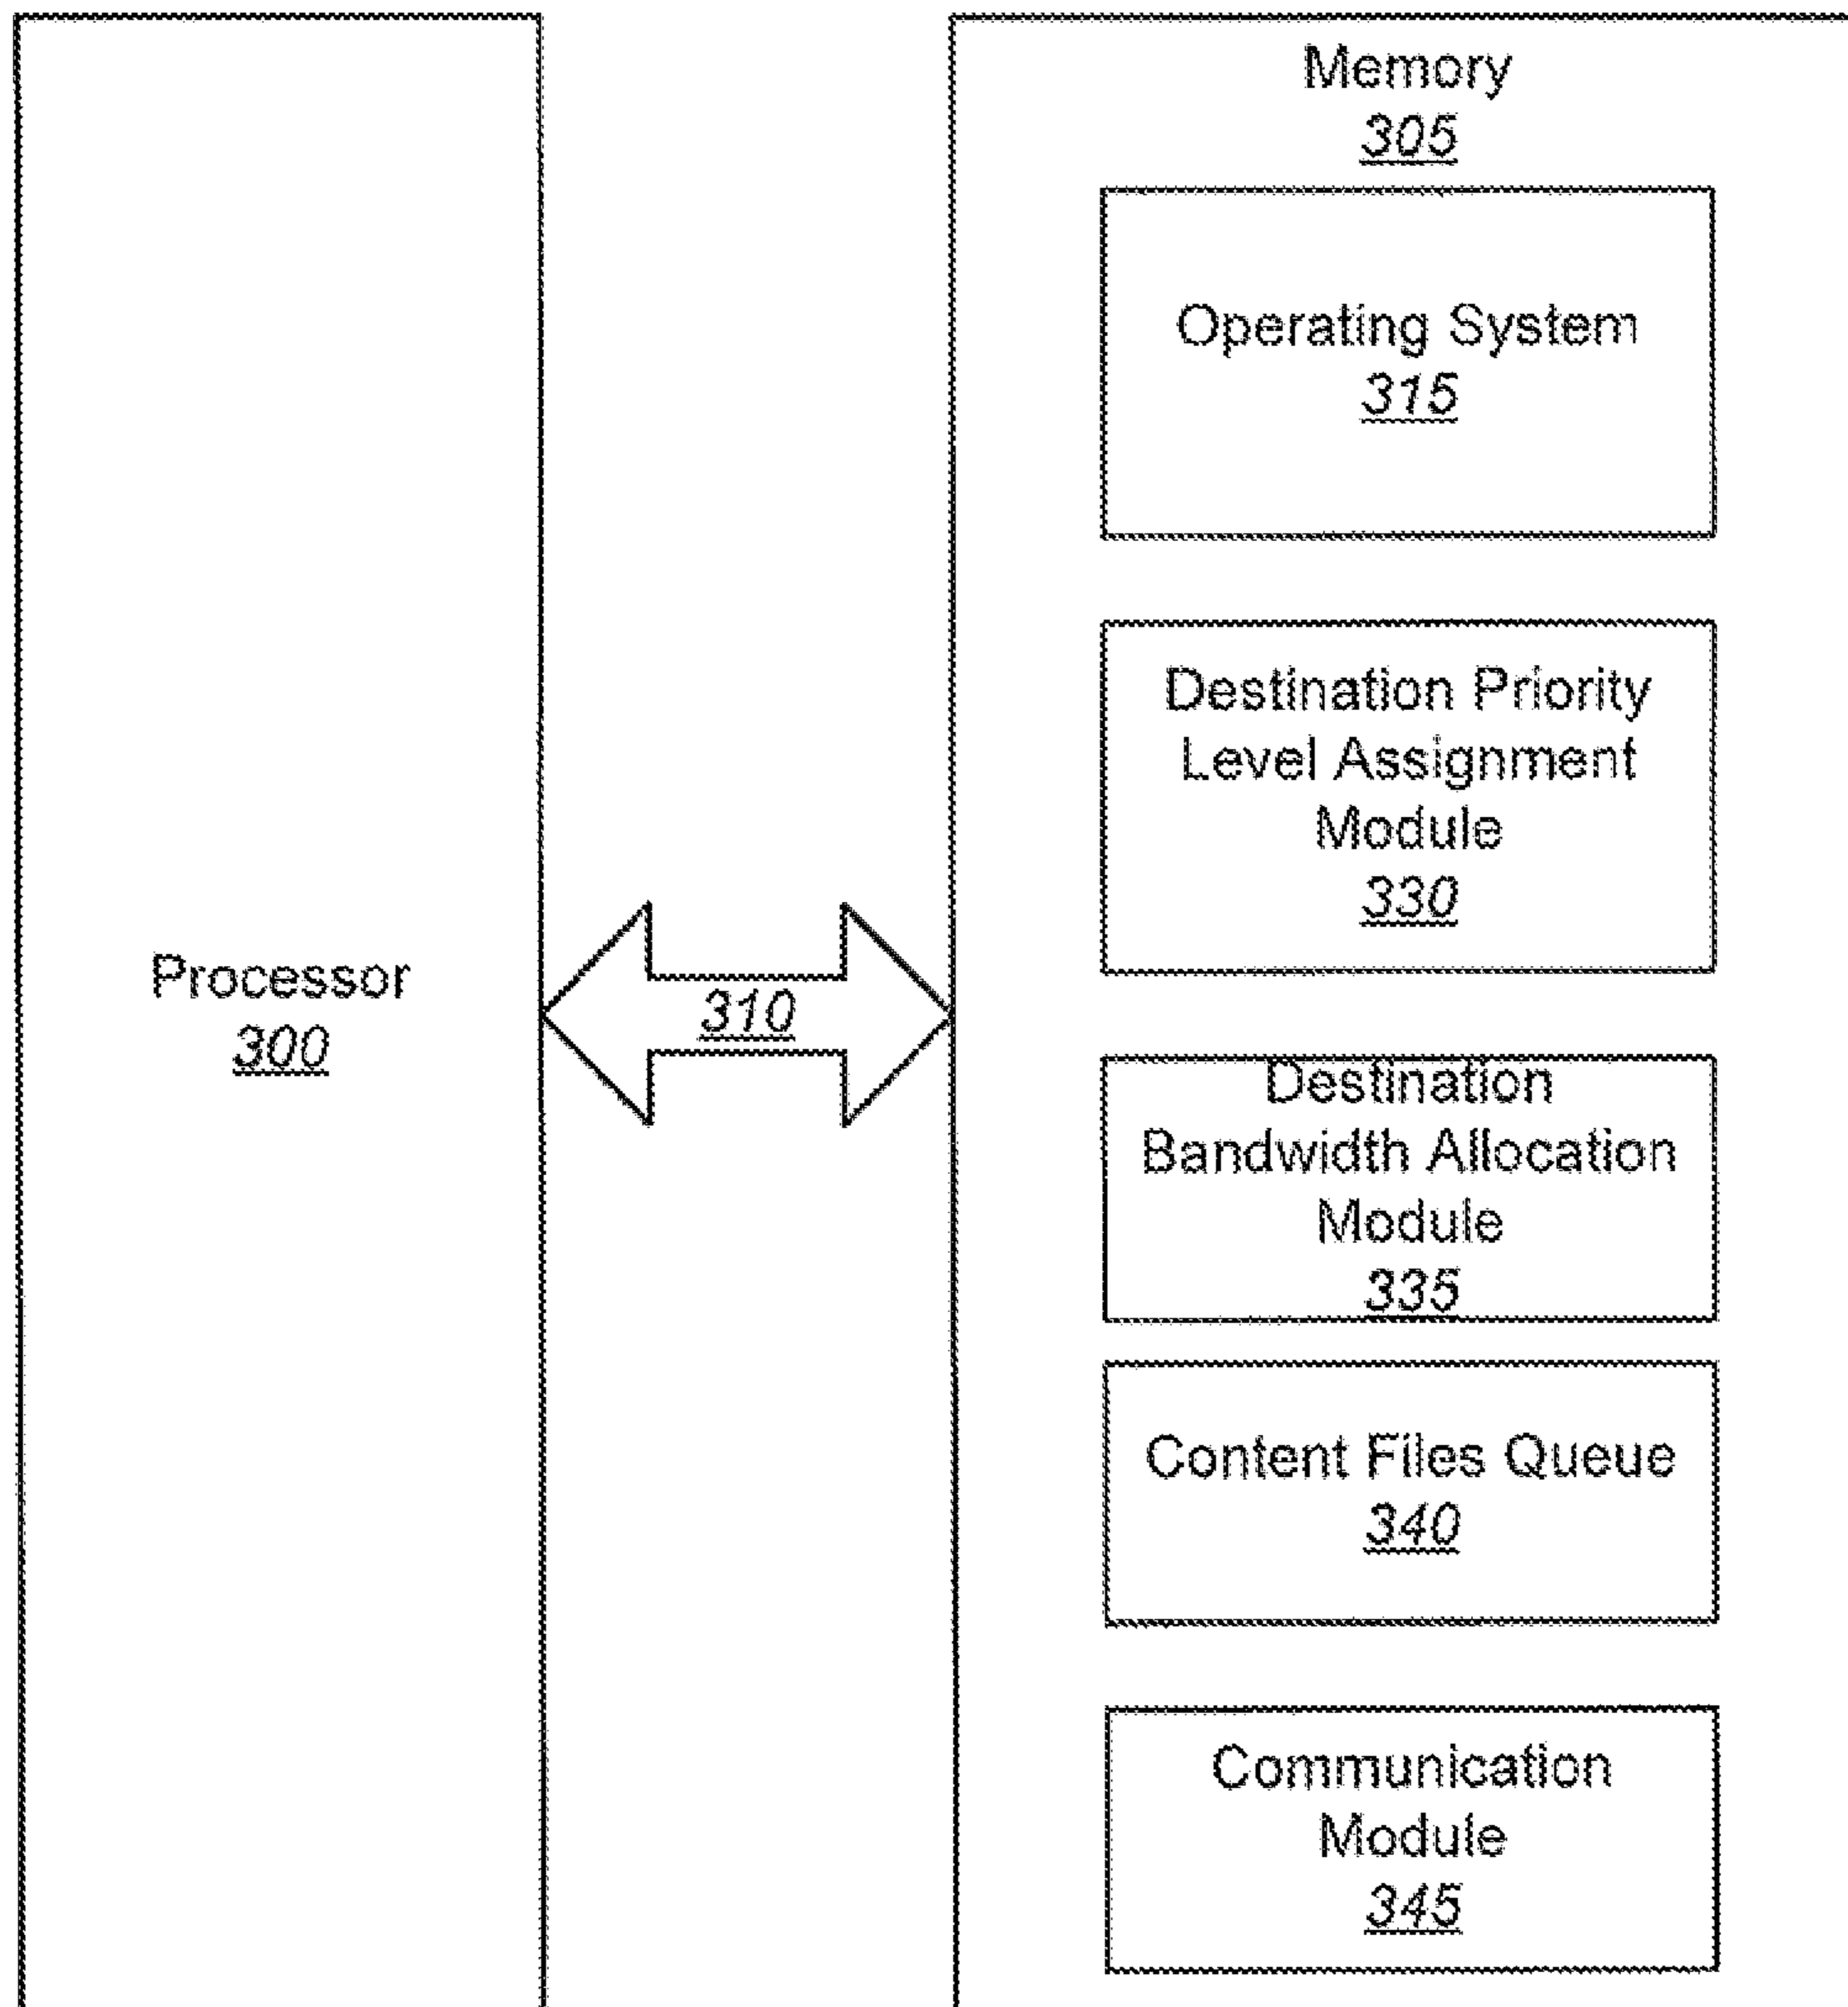 Memory
305
Operating System
315
Destination Priority
Level Assignment
Module
330
Processor
300
310
Destination
Bandwidth Allocation
Module
335
Content Files Queue
340
Communication
Module
345